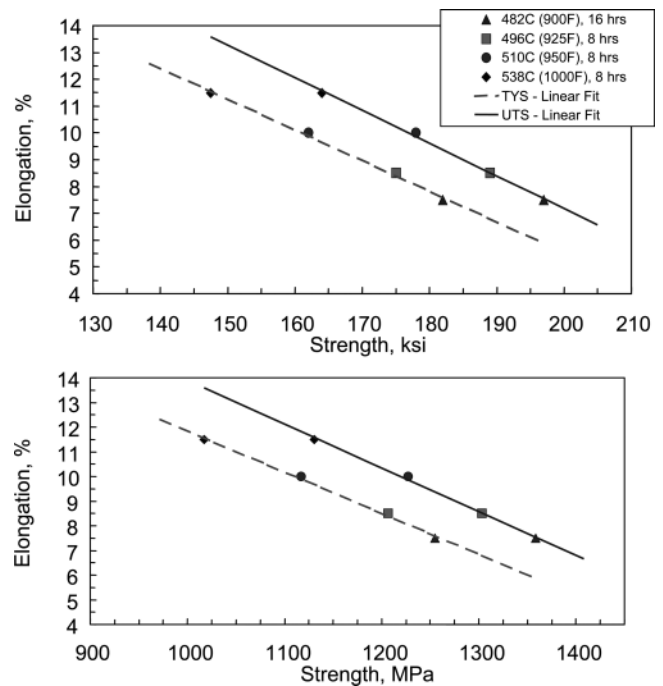 14
13
12
11
10
9
8
7
6
5
4
Elongation, %
130 140 150 160 170 180 190 200 210
Strength, ksi
482C (900F), 16 hrs
496C (925F), 8 hrs
510C (950F), 8 hrs
538C (1000F), 8 hrs
TYS - Linear Fit
UTS - Linear Fit
14
13
12
11
10
9
8
7
6
5
4
Elongation, %
900 1000 1100 1200 1300 1400
Strength, MPa